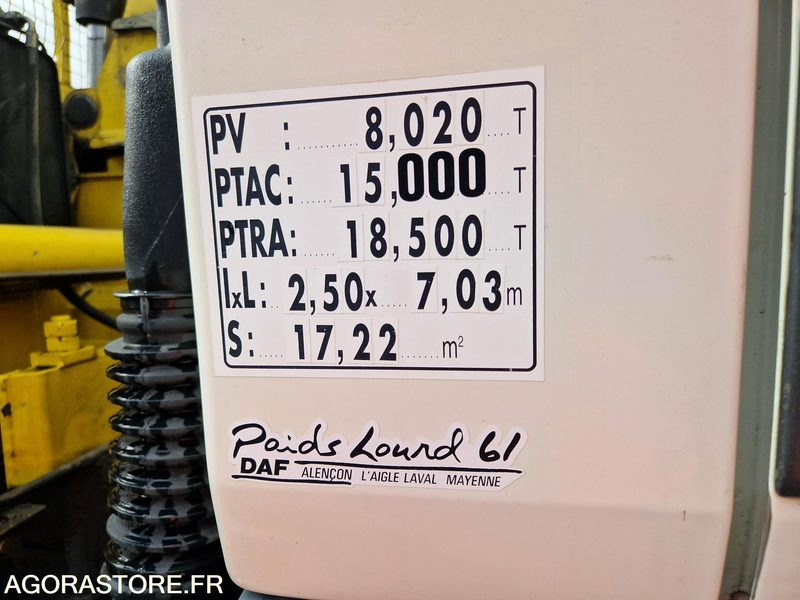 PV : ........... 8,020 .... T
PTAC: ...... 15,000 .... T
PTRA: ...... 18,500 ... T
lxL: .. 2,50x ..... 7,03 m
S: ..... 17,22 ....... m²
Poids Lourd 61
DAF ALENÇON L'AIGLE LAVAL MAYENNE
AGORASTORE.FR